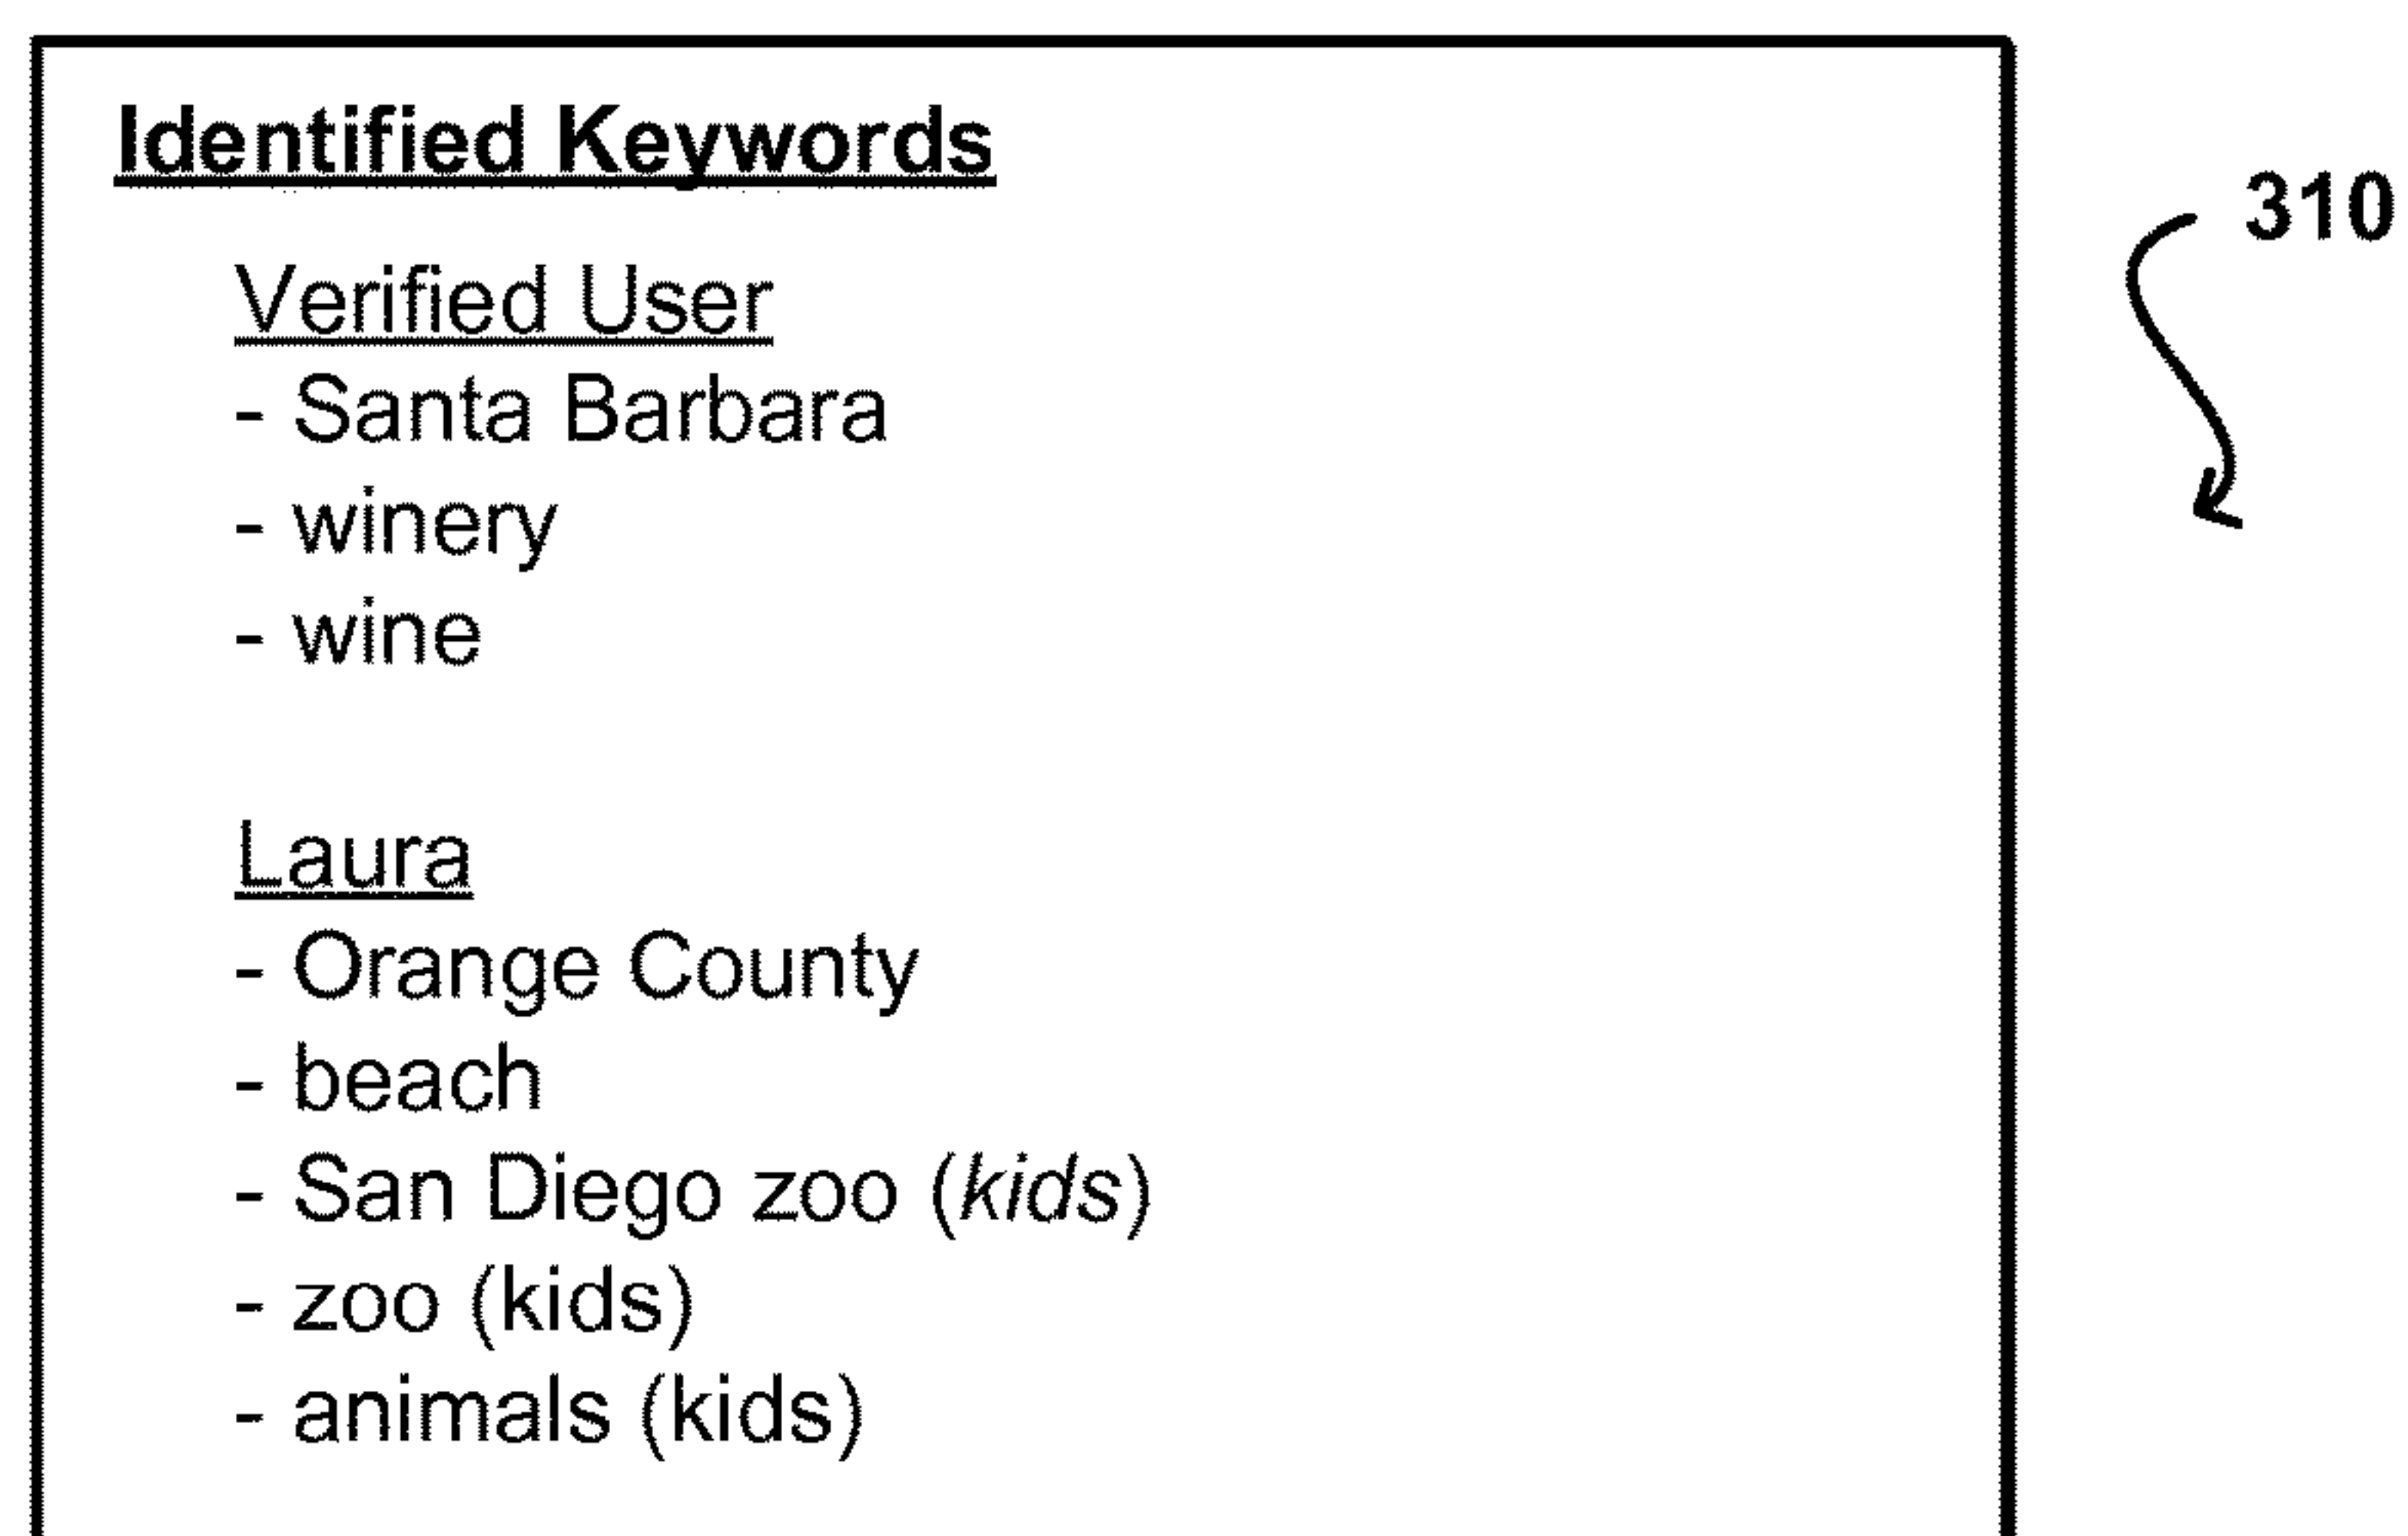 Identified Keywords
310
Verified User
- Santa Barbara
- winery
- wine
Laura
- Orange County
- beach
- San Diego zoo (kids)
- zoo (kids)
- animals (kids)